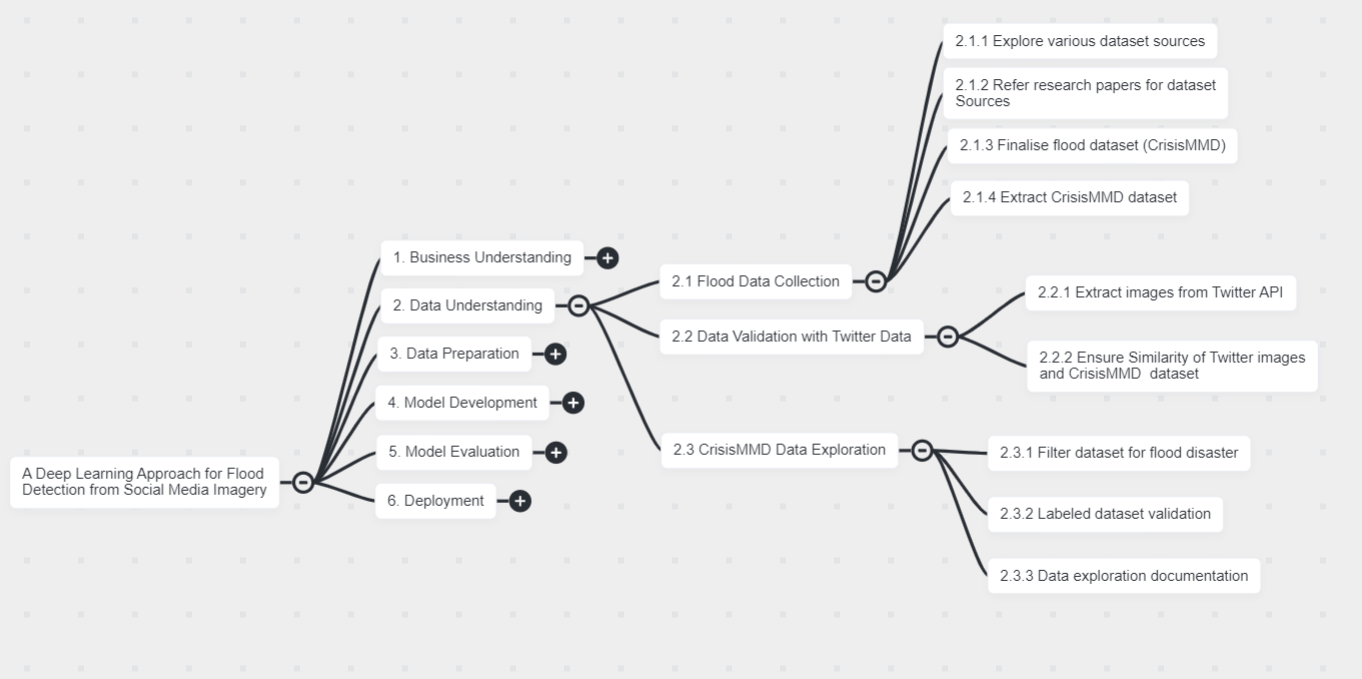 A Deep Learning Approach for Flood
Detection from Social Media Imagery
1. Business Understanding
2. Data Understanding
3. Data Preparation
4. Model Development
5. Model Evaluation
6. Deployment
2.1 Flood Data Collection
2.1.1 Explore various dataset sources
2.1.2 Refer research papers for dataset
Sources
2.1.3 Finalise flood dataset (CrisisMMD)
2.1.4 Extract CrisisMMD dataset
2.2 Data Validation with Twitter Data
2.2.1 Extract images from Twitter API
2.2.2 Ensure Similarity of Twitter images
and CrisisMMD  dataset
2.3 CrisisMMD Data Exploration
2.3.1 Filter dataset for flood disaster
2.3.2 Labeled dataset validation
2.3.3 Data exploration documentation